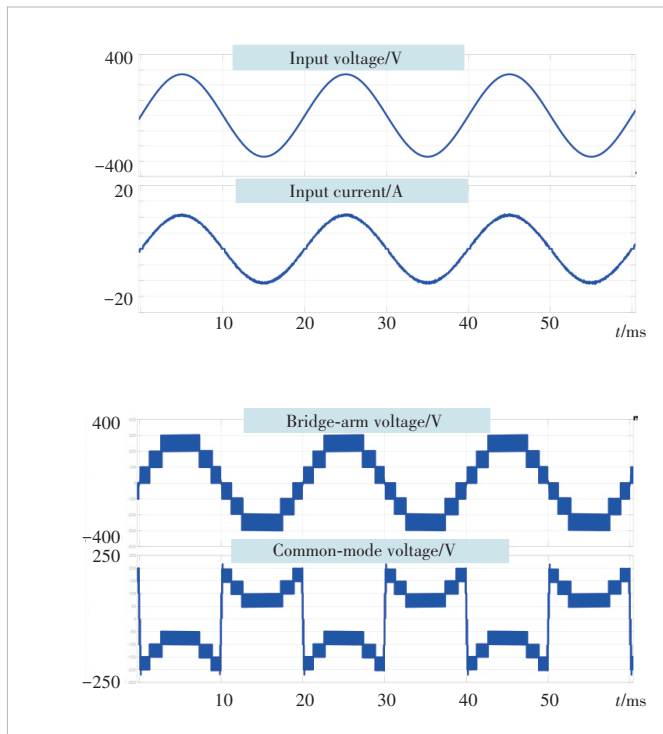 Input voltage/V
400
−400
Input current/A
20
−20
10 20 30 40 50
t/ms
Bridge-arm voltage/V
400
−400
Common-mode voltage/V
250
−250
10 20 30 40 50 t/ms